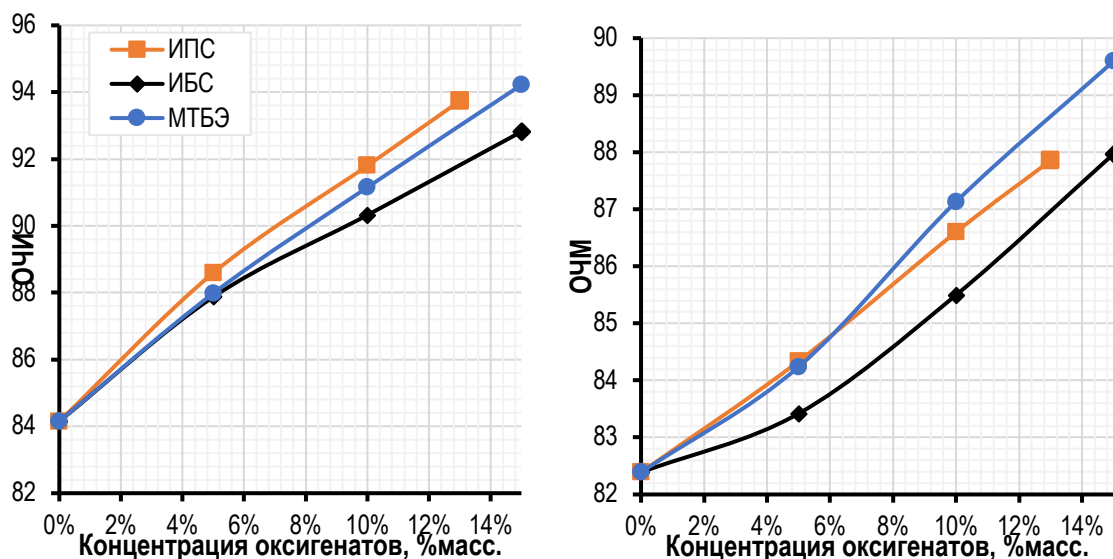 96
94
92
90
88
86
84
82
ОЧИ
ИПС
ИБС
МТБЭ
0% 2% 4% 6% 8% 10% 12% 14%
Концентрация оксигенатов, %масс.
90
89
88
87
86
85
84
83
82
ОЧМ
0% 2% 4% 6% 8% 10% 12% 14%
Концентрация оксигенатов, %масс.